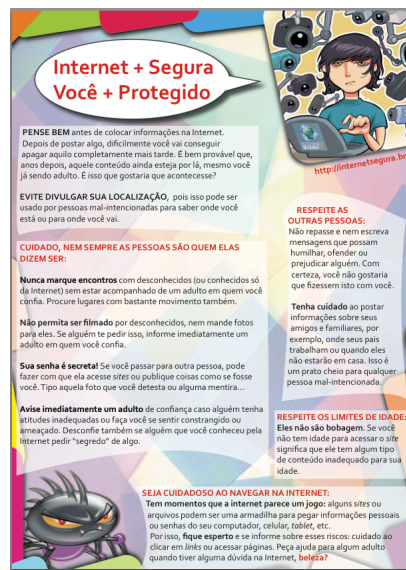 Internet + Segura
Você + Protegido
http://internetsegura.br
PENSE BEM antes de colocar informações na Internet.
Depois de postar algo, dificilmente você vai conseguir
apagar aquilo completamente mais tarde. É bem provável que,
anos depois, aquele conteúdo ainda esteja por lá, mesmo você
já sendo adulto. É isso que gostaria que acontecesse?
EVITE DIVULGAR SUA LOCALIZAÇÃO, pois isso pode ser
usado por pessoas mal-intencionadas para saber onde você
está ou para onde você vai.
CUIDADO, NEM SEMPRE AS PESSOAS SÃO QUEM ELAS
DIZEM SER:
Nunca marque encontros com desconhecidos (ou conhecidos só
da Internet) sem estar acompanhado de um adulto em quem você
confia. Procure lugares com bastante movimento também.
Não permita ser filmado por desconhecidos, nem mande fotos
para eles. Se alguém te pedir isso, informe imediatamente um
adulto em quem você confia.
Sua senha é secreta! Se você passar para outra pessoa, pode
fazer com que ela acesse sites ou publique coisas como se fosse
você. Tipo aquela foto que você detesta ou alguma mentira...
Avise imediatamente um adulto de confiança caso alguém tenha
atitudes inadequadas ou faça você se sentir constrangido ou
ameaçado. Desconfie também se alguém que você conheceu pela
Internet pedir "segredo" de algo.
RESPEITE AS
OUTRAS PESSOAS:
Não repasse e nem escreva
mensagens que possam
humilhar, ofender ou
prejudicar alguém. Com
certeza, você não gostaria
que fizessem isto com você.
Tenha cuidado ao postar
informações sobre seus
amigos e familiares, por
exemplo, onde seus pais
trabalham ou quando eles
não estarão em casa. Isso é
um prato cheio para qualquer
pessoa mal-intencionada.
RESPEITE OS LIMITES DE IDADE:
Eles não são bobagem. Se você
não tem idade para acessar o site
significa que ele tem algum tipo
de conteúdo inadequado para sua
idade.
SEJA CUIDADOSO AO NAVEGAR NA INTERNET:
Tem momentos que a internet parece um jogo: alguns sites ou
arquivos podem ser uma armadilha para pegar informações pessoais
ou senhas do seu computador, celular, tablet, etc.
Por isso, fique esperto e se informe sobre esses riscos: cuidado ao
clicar em links ou acessar páginas. Peça ajuda para algum adulto
quando tiver alguma dúvida na Internet, beleza?